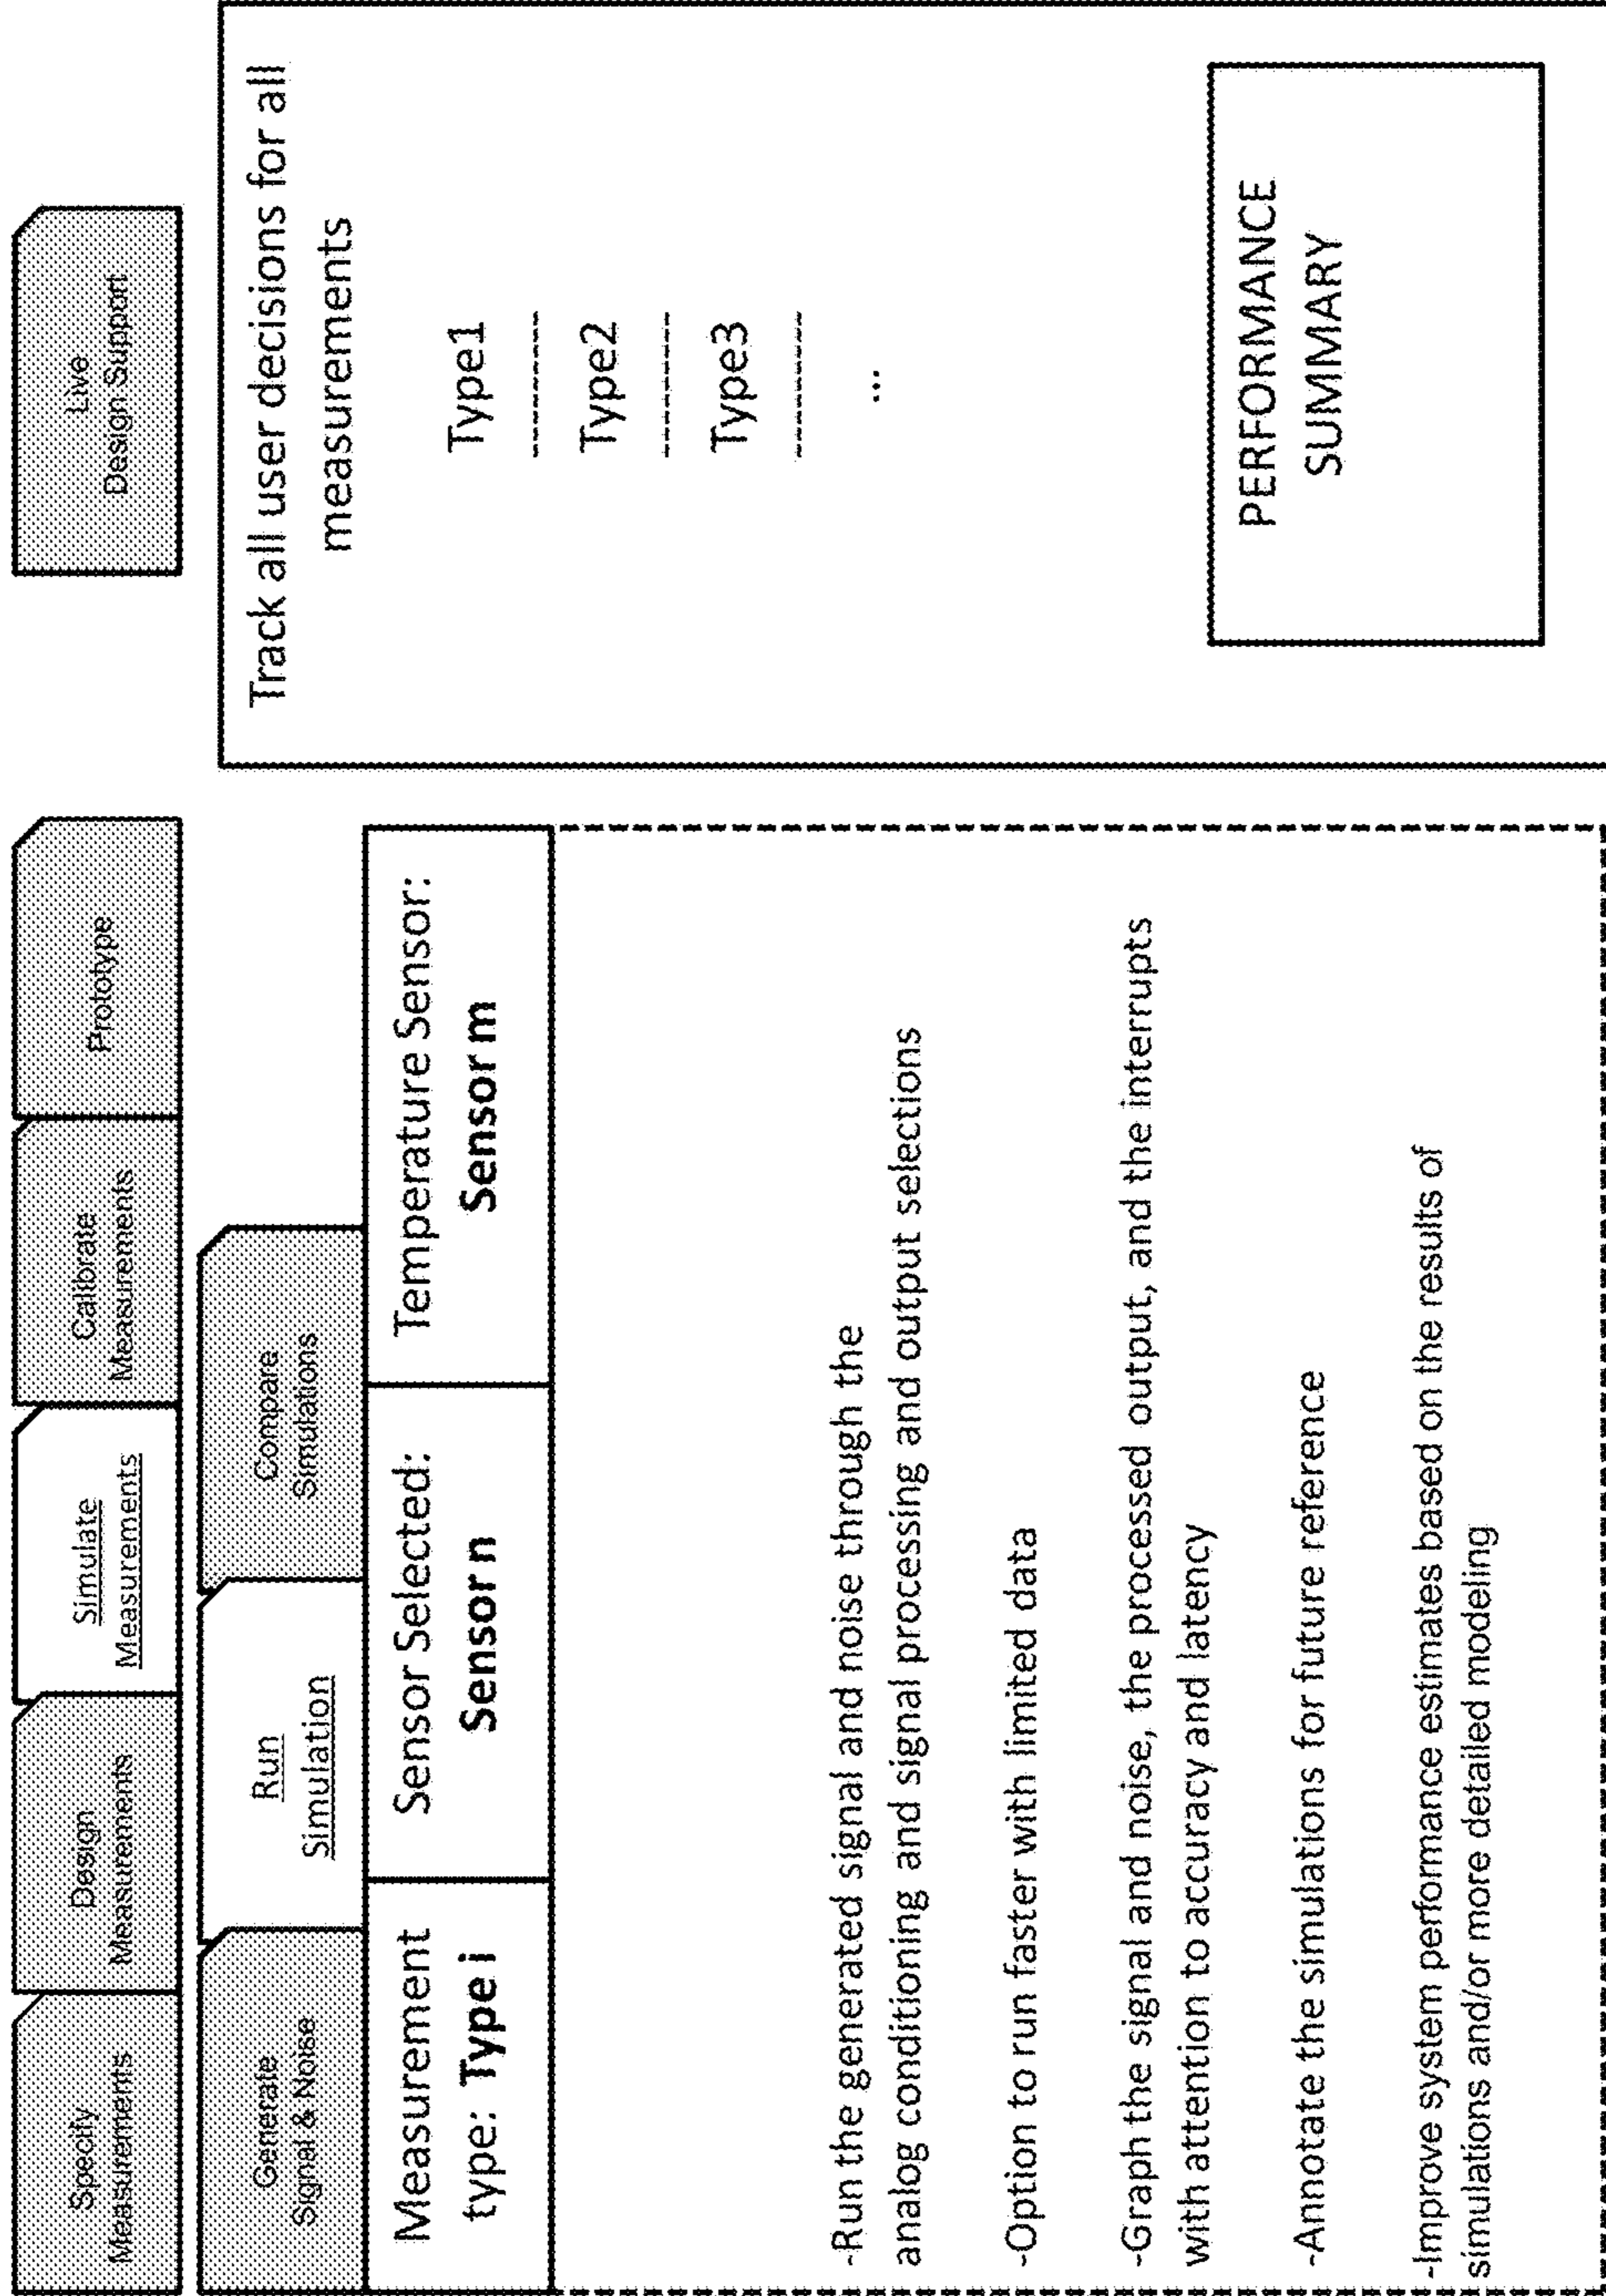 Specify
Measurements
Design
Measurements
Simulate
Measurements
Calibrate
Measurements
Prototype
Live
Design Support
Generate
Signal & Noise
Run
Simulation
Compare
Simulations
Measurement
type: Type i
Sensor Selected:
Sensor n
Temperature Sensor:
Sensor m
-Run the generated signal and noise through the
analog conditioning and signal processing and output selections
-Option to run faster with limited data
-Graph the signal and noise, the processed output, and the interrupts
with attention to accuracy and latency
-Annotate the simulations for future reference
-Improve system performance estimates based on the results of
simulations and/or more detailed modeling
Track all user decisions for all
measurements
Type1
----------
Type2
----------
Type3
----------
...
PERFORMANCE
SUMMARY